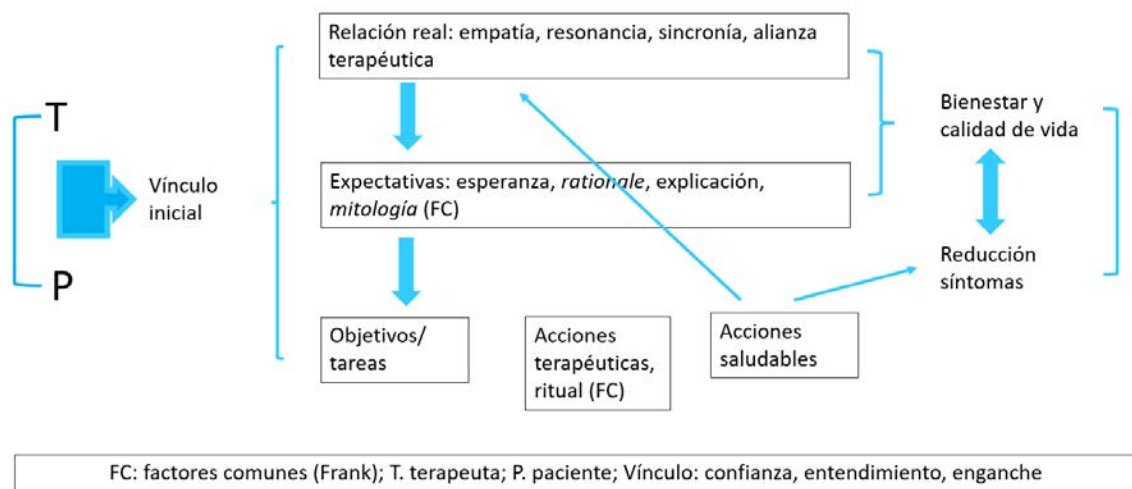 Relación real: empatía, resonancia, sincronía, alianza
terapéutica
T
P
Vínculo
inicial
Expectativas: esperanza, rationale, explicación,
mitología (FC)
Objetivos/
tareas
Acciones
terapéuticas,
ritual (FC)
Acciones
saludables
Bienestar y
calidad de vida
Reducción
síntomas
FC: factores comunes (Frank); T. terapeuta; P. paciente; Vínculo: confianza, entendimiento, enganche